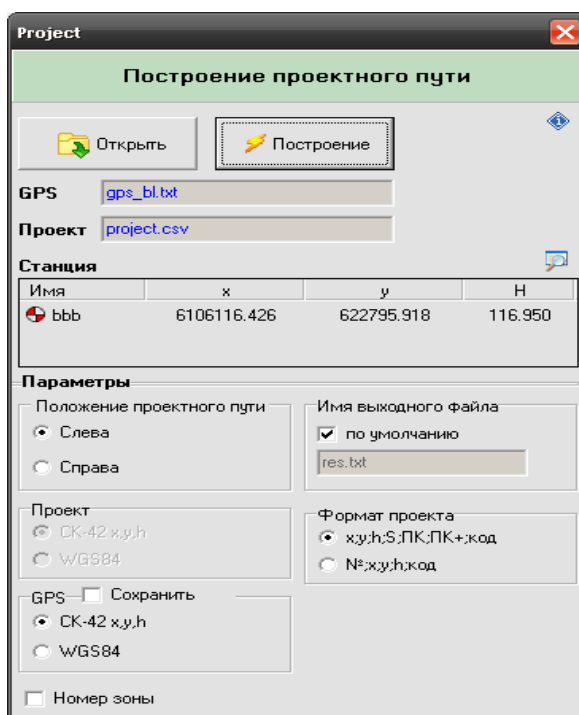 Project
Построение проектного пути
Открыть
Построение
GPS gps_bl.txt
Проект project.csv
Станция
Имя x y H
bbb 6106116.426 622795.918 116.950
Параметры
Положение проектного пути
Слева
Справа
Имя выходного файла
по умолчанию
res.txt
Проект
СК-42 x,y,h
WGS84
Формат проекта
x;y;h;S;ПК;ПК+;код
№;x;y;h;код
GPS Сохранить
СК-42 x,y,h
WGS84
Номер зоны